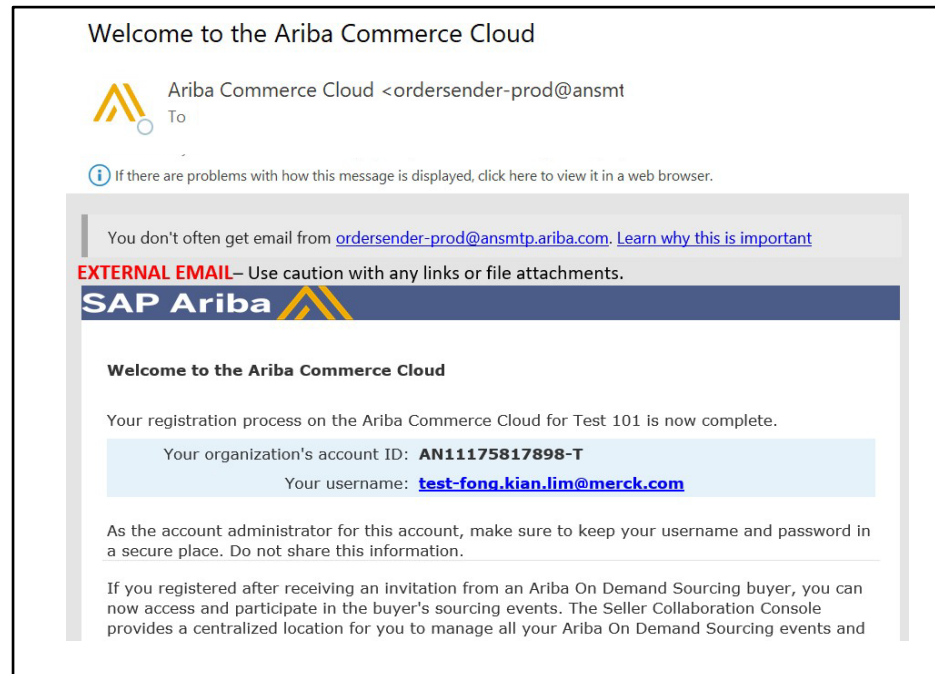 Welcome to the Ariba Commerce Cloud
Ariba Commerce Cloud <ordersender-prod@ansmt
To
If there are problems with how this message is displayed, click here to view it in a web browser.
You don't often get email from ordersender-prod@ansmtp.ariba.com. Learn why this is important
EXTERNAL EMAIL– Use caution with any links or file attachments.
SAP Ariba
Welcome to the Ariba Commerce Cloud
Your registration process on the Ariba Commerce Cloud for Test 101 is now complete.
Your organization's account ID: AN11175817898-T
Your username: test-fong.kian.lim@merck.com
As the account administrator for this account, make sure to keep your username and password in
a secure place. Do not share this information.
If you registered after receiving an invitation from an Ariba On Demand Sourcing buyer, you can
now access and participate in the buyer's sourcing events. The Seller Collaboration Console
provides a centralized location for you to manage all your Ariba On Demand Sourcing events and